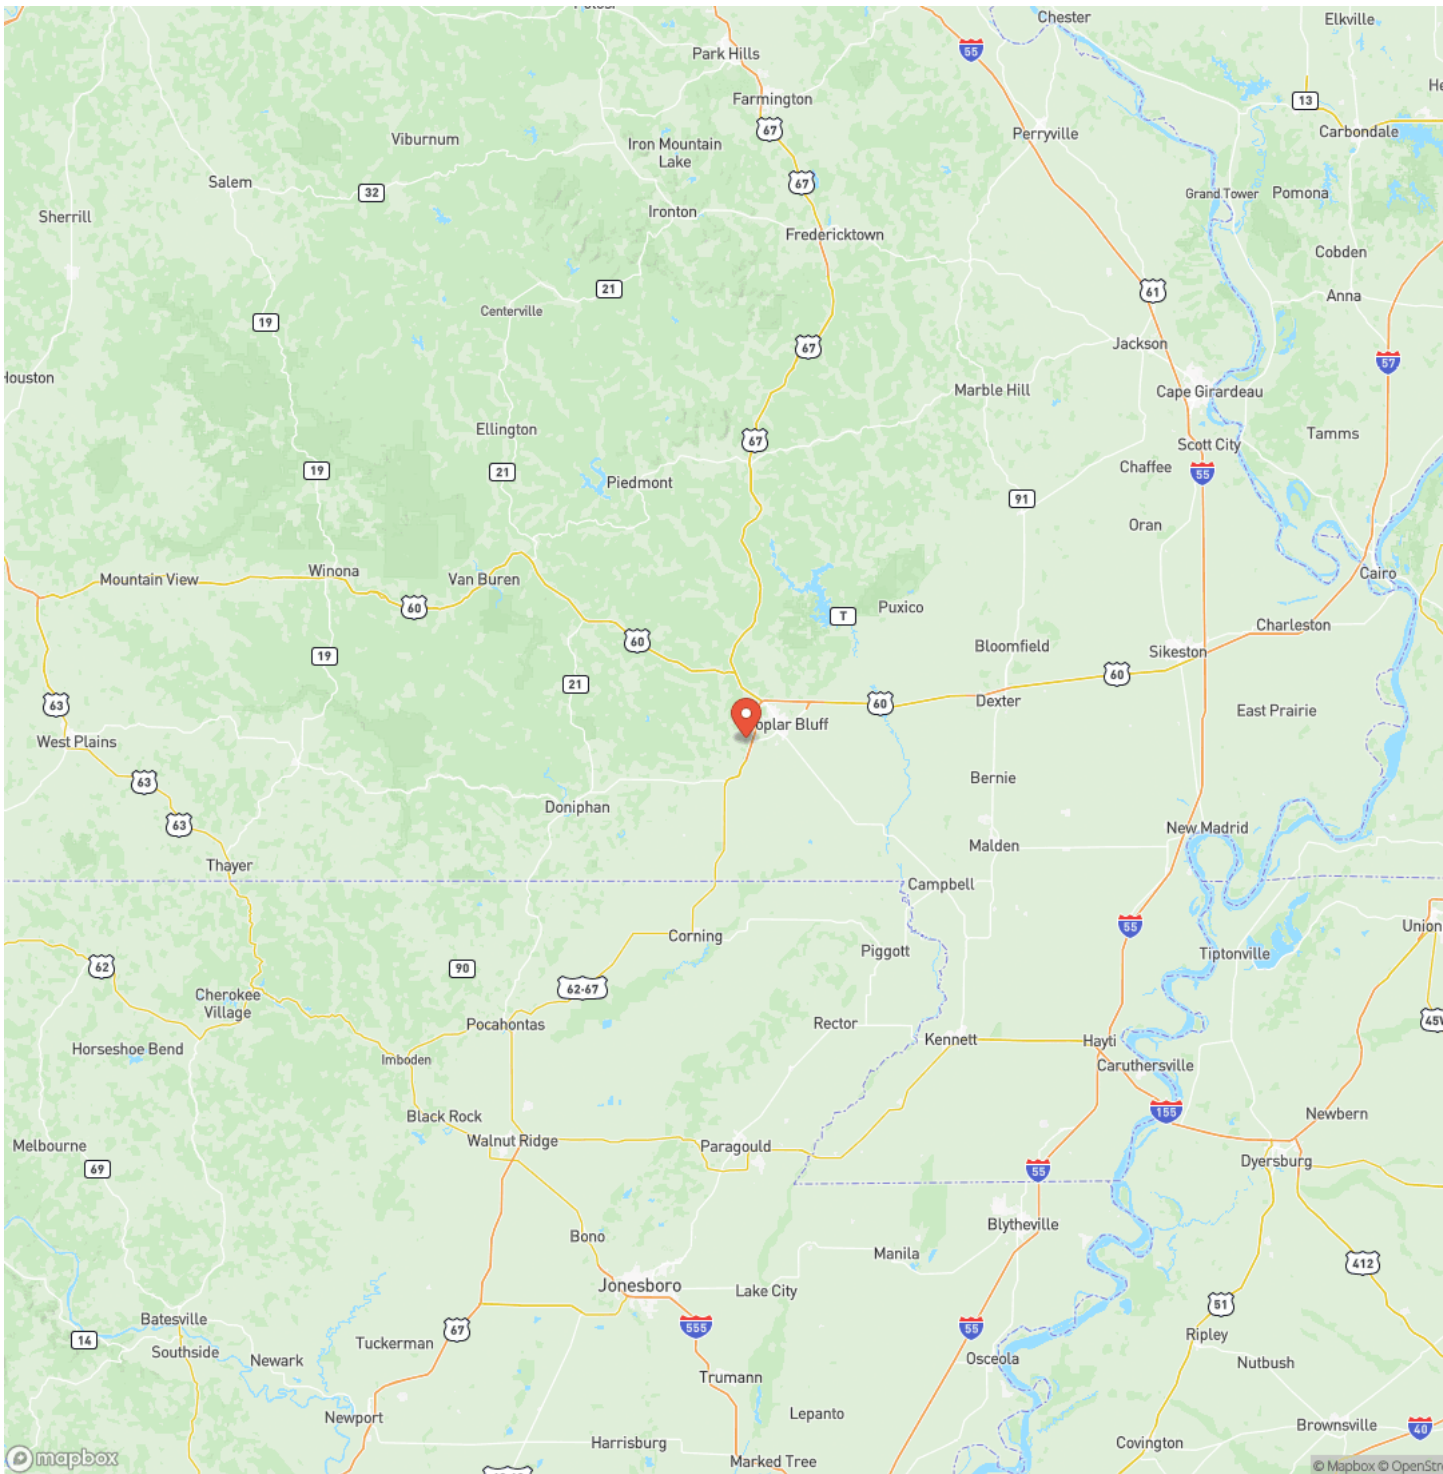 Chester
Elkville
Park Hills
55
Farmington
13
67
Carbondale
Perryville
Viburnum
Iron Mountain
Lake
Salem
32
67
Grand Tower
Pomona
Sherrill
Ironton
Fredericktown
Cobden
21
61
Anna
Centerville
19
67
Jackson
57
Houston
Marble Hill
Cape Girardeau
Ellington
67
Tamms
Scott City
19
21
Chaffee
55
Piedmont
91
Oran
Mountain View
Winona
Van Buren
Cairo
60
T
Puxico
Charleston
60
Bloomfield
Sikeston
19
21
60
63
60
Dexter
East Prairie
oplar Bluff
West Plains
63
Bernie
Doniphan
63
New Madrid
Malden
Thayer
Campbell
55
Union
Corning
Piggott
Tiptonville
62
90
62-67
Cherokee
Village
Pocahontas
Rector
45W
Horseshoe Bend
Imboden
Kennett
Hayti
Caruthersville
Black Rock
155
Newbern
Melbourne
Walnut Ridge
Paragould
69
55
Dyersburg
Blytheville
Bono
Manila
412
Jonesboro
Lake City
51
Batesville
67
555
55
14
Tuckerman
Ripley
Southside
Newark
Osceola
Nutbush
Trumann
Newport
Lepanto
Brownsville
40
Harrisburg
Covington
Marked Tree
mapbox
© Mapbox © OpenStre